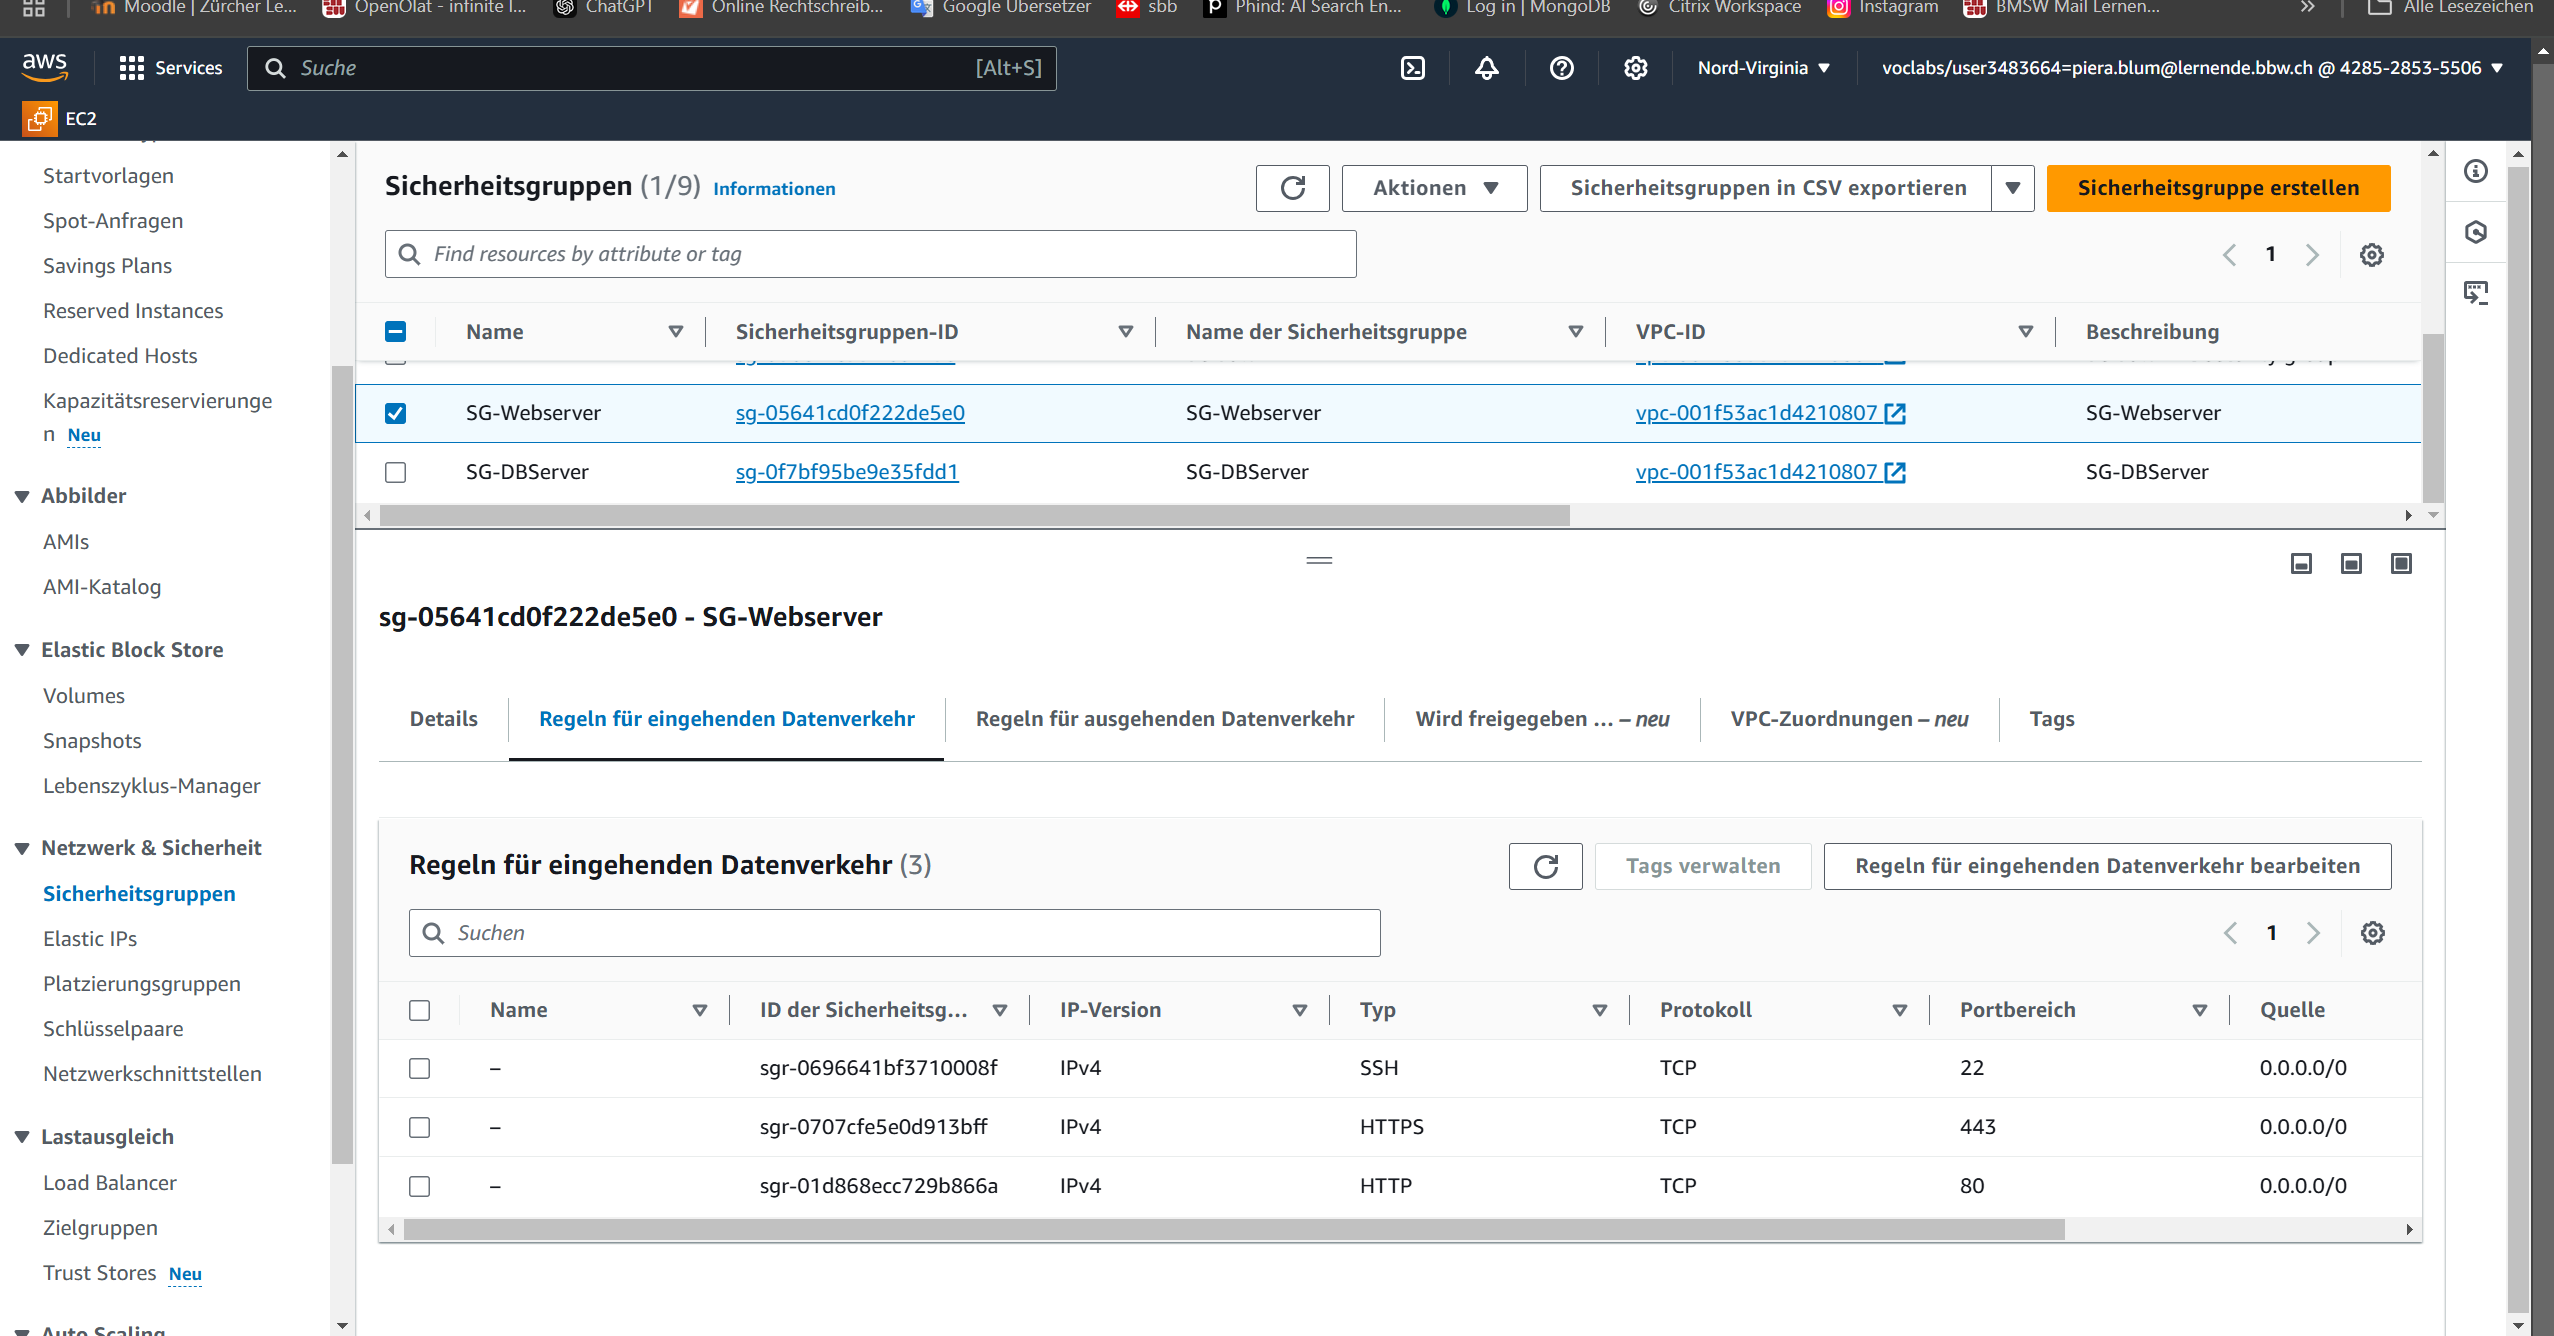 Moodle | Zürcher Le...
OpenOlat - infinite l...
ChatGPT
Online Rechtschreib...
Google Übersetzer
sbb
Phind: AI Search En...
Log in | MongoDB
Citrix Workspace
Instagram
BMSW Mail Lernen...
Alle Lesezeichen
aws
Services
Suche
[Alt+S]
Nord-Virginia
voclabs/user3483664=piera.blum@lernende.bbw.ch @ 4285-2853-5506
EC2
Startvorlagen
Spot-Anfragen
Savings Plans
Reserved Instances
Dedicated Hosts
Kapazitätsreservierunge
n Neu
Abbilder
AMIs
AMI-Katalog
Elastic Block Store
Volumes
Snapshots
Lebenszyklus-Manager
Netzwerk & Sicherheit
Sicherheitsgruppen
Elastic IPs
Platzierungsgruppen
Schlüsselpaare
Netzwerkschnittstellen
Lastausgleich
Load Balancer
Zielgruppen
Trust Stores Neu
Auto Scaling
Sicherheitsgruppen (1/9) Informationen
Aktionen
Sicherheitsgruppen in CSV exportieren
Sicherheitsgruppe erstellen
Find resources by attribute or tag
1
Name Sicherheitsgruppen-ID Name der Sicherheitsgruppe VPC-ID Beschreibung
SG-Webserver sg-05641cd0f222de5e0 SG-Webserver vpc-001f53ac1d4210807 SG-Webserver
SG-DBServer sg-0f7bf95be9e35fdd1 SG-DBServer vpc-001f53ac1d4210807 SG-DBServer
sg-05641cd0f222de5e0 - SG-Webserver
Details
Regeln für eingehenden Datenverkehr
Regeln für ausgehenden Datenverkehr
Wird freigegeben ... – neu
VPC-Zuordnungen – neu
Tags
Regeln für eingehenden Datenverkehr (3)
Tags verwalten
Regeln für eingehenden Datenverkehr bearbeiten
Suchen
1
Name ID der Sicherheitsg... IP-Version Typ Protokoll Portbereich Quelle
– sgr-0696641bf3710008f IPv4 SSH TCP 22 0.0.0.0/0
– sgr-0707cfe5e0d913bff IPv4 HTTPS TCP 443 0.0.0.0/0
– sgr-01d868ecc729b866a IPv4 HTTP TCP 80 0.0.0.0/0